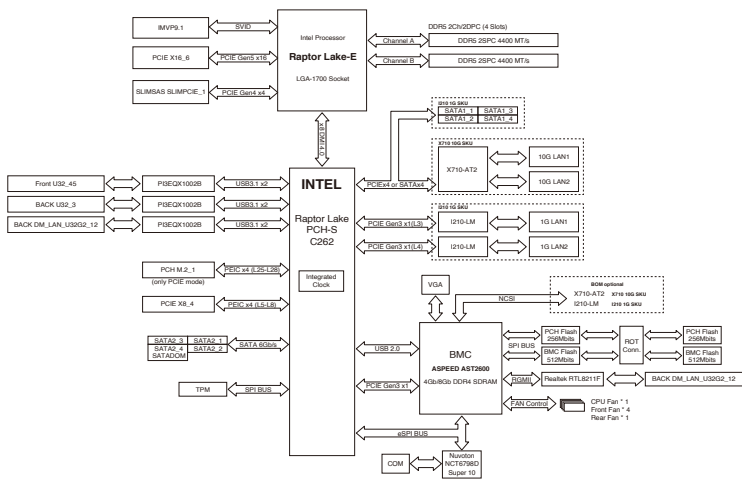 IMVP9.1
SVID
Intel Processor
Raptor Lake-E
LGA-1700 Socket
DDR5 2Ch/2DPC (4 Slots)
Channel A
DDR5 2SPC 4400 MT/s
Channel B
DDR5 2SPC 4400 MT/s
PCIE X16_6
PCIE Gen5 x16
SLIMSAS SLIMPCIE_1
PCIE Gen4 x4
x8 DMI 4.0
I210 1G SKU
SATA1_1
SATA1_3
SATA1_2
SATA1_4
X710 10G SKU
X710-AT2
10G LAN1
10G LAN2
PCIEx4 or SATAx4
INTEL
Raptor Lake
PCH-S
C262
Integrated
Clock
Front U32_45
PI3EQX1002B
USB3.1 x2
BACK U32_3
PI3EQX1002B
USB3.1 x2
BACK DM_LAN_U32G2_12
PI3EQX1002B
USB3.1 x2
I210 1G SKU
PCIE Gen3 x1(L3)
I210-LM
1G LAN1
PCIE Gen3 x1(L4)
I210-LM
1G LAN2
PCH M.2_1
(only PCIE mode)
PEIC x4 (L25-L28)
PCIE X8_4
PEIC x4 (L5-L8)
SATA2_3
SATA2_1
SATA2_4
SATA2_2
SATADOM
SATA 6Gb/s
TPM
SPI BUS
VGA
NCSI
BOM optional
X710-AT2 X710 10G SKU
I210-LM I210 1G SKU
USB 2.0
BMC
ASPEED AST2600
4Gb/8Gb DDR4 SDRAM
PCIE Gen3 x1
SPI BUS
PCH Flash
256Mbits
BMC Flash
512Mbits
ROT
Conn.
PCH Flash
256Mbits
BMC Flash
512Mbits
RGMII
Realtek RTL8211F
BACK DM_LAN_U32G2_12
FAN Control
CPU Fan * 1
Front Fan * 4
Rear Fan * 1
eSPI BUS
COM
Nuvoton
NCT6798D
Super 10